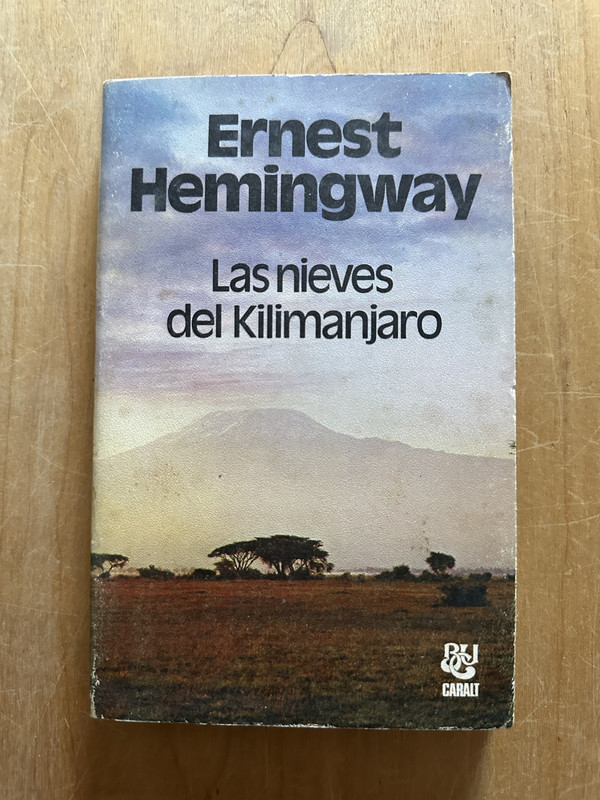 Ernest
Hemingway
Las nieves
del Kilimanjaro
CARALT